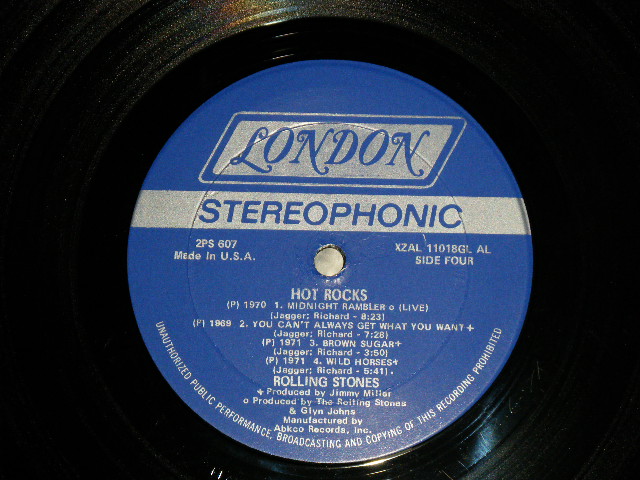 LONDON
STEREOPHONIC
2PS 607 XZAL 11018GL AL
Made In U.S.A. SIDE FOUR
HOT ROCKS
(P) 1970 1. MIDNIGHT RAMBLER o (LIVE)
(Jagger; Richard - 8:23)
(P) 1969 2. YOU CAN'T ALWAYS GET WHAT YOU WANT +
(Jagger; Richard - 7:28)
(P) 1971 3. BROWN SUGAR+
(Jagger; Richard - 3:50)
(P) 1971 4. WILD HORSES+
(Jagger; Richard - 5:41).
ROLLING STONES
+ Produced by Jimmy Miller
o Produced by The Rolling Stones
& Glyn Johns
Manufactured by
Abkco Records, Inc.
UNAUTHORIZED PUBLIC PERFORMANCE, BROADCASTING AND COPYING OF THIS RECORDING PROHIBITED